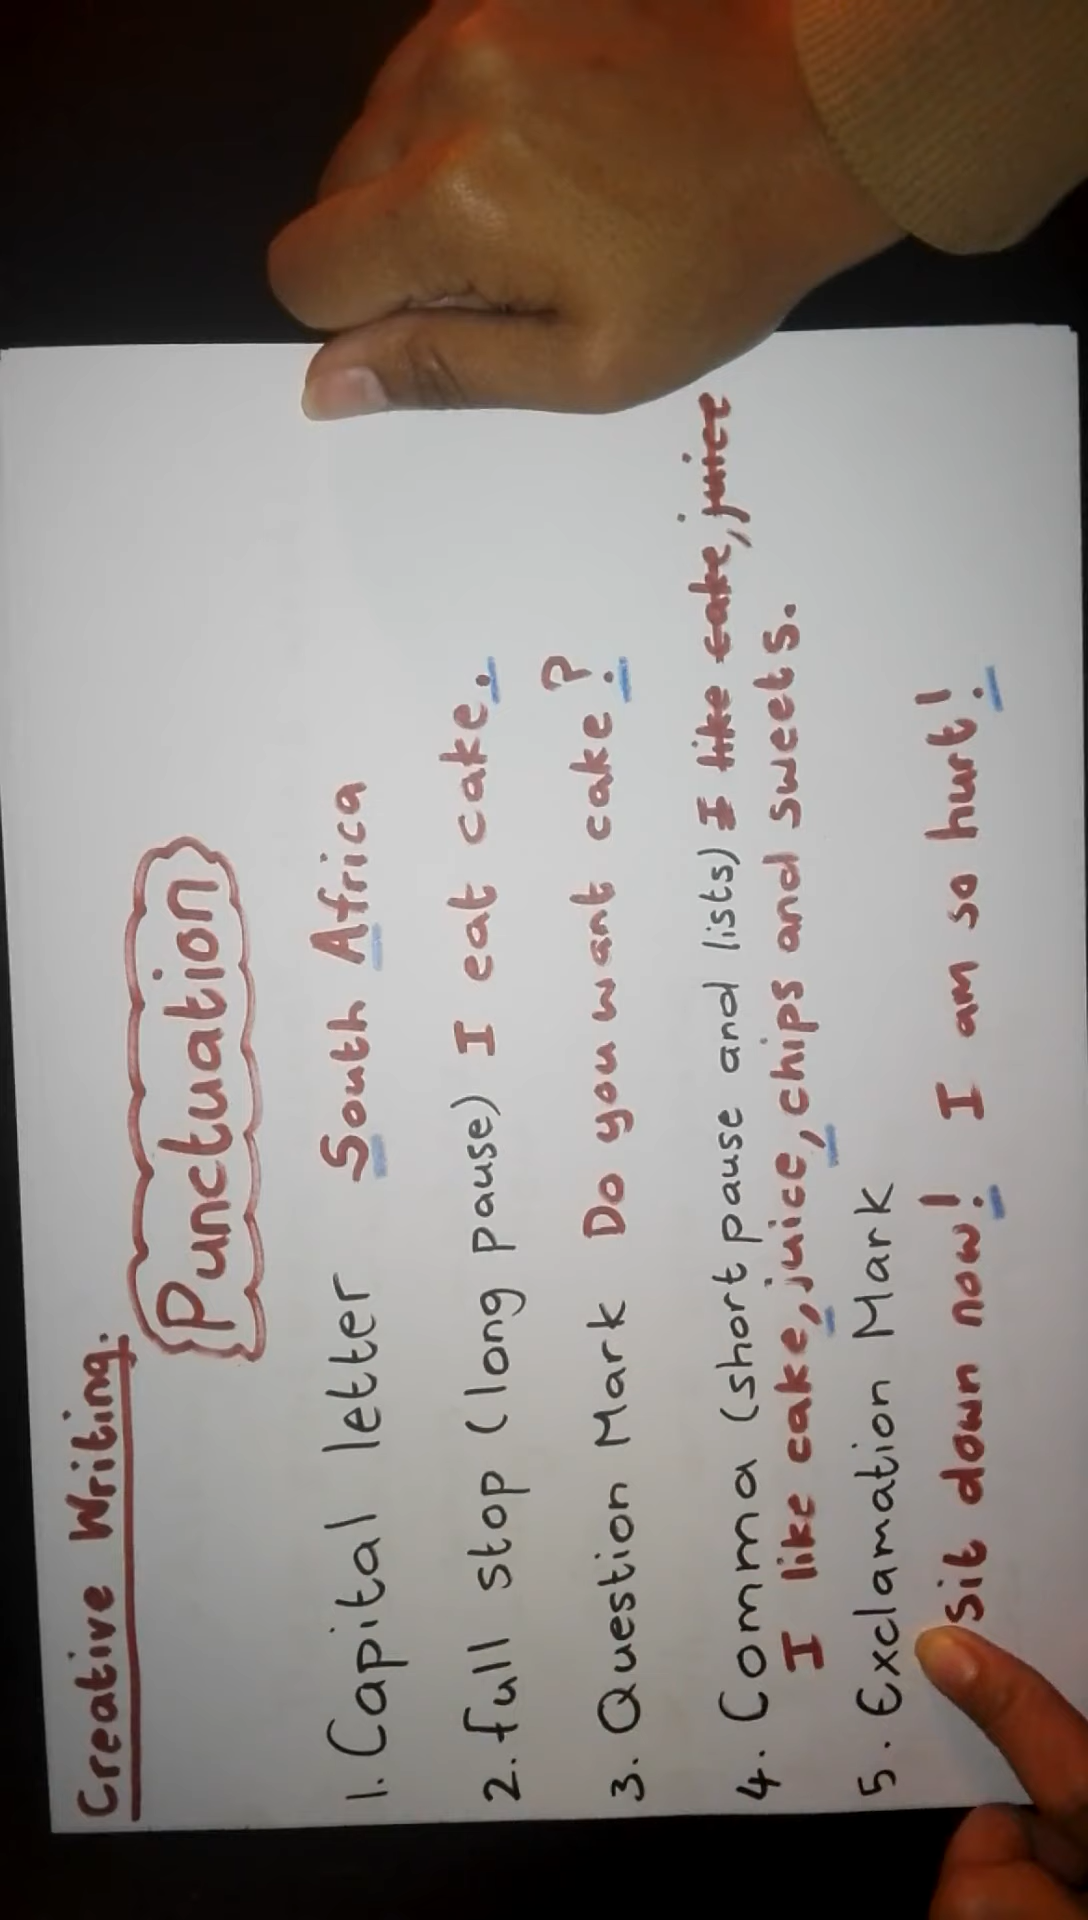 Creative Writing.
Punctuation
1. Capital letter South Africa
2. full stop (long pause) I eat cake.
3. Question Mark Do you want cake?
?
4. Comma (short pause and lists) I like cake, juice
I like cake, juice, chips and sweets.
5. Exclamation Mark
Sit down now! I am so hurt!